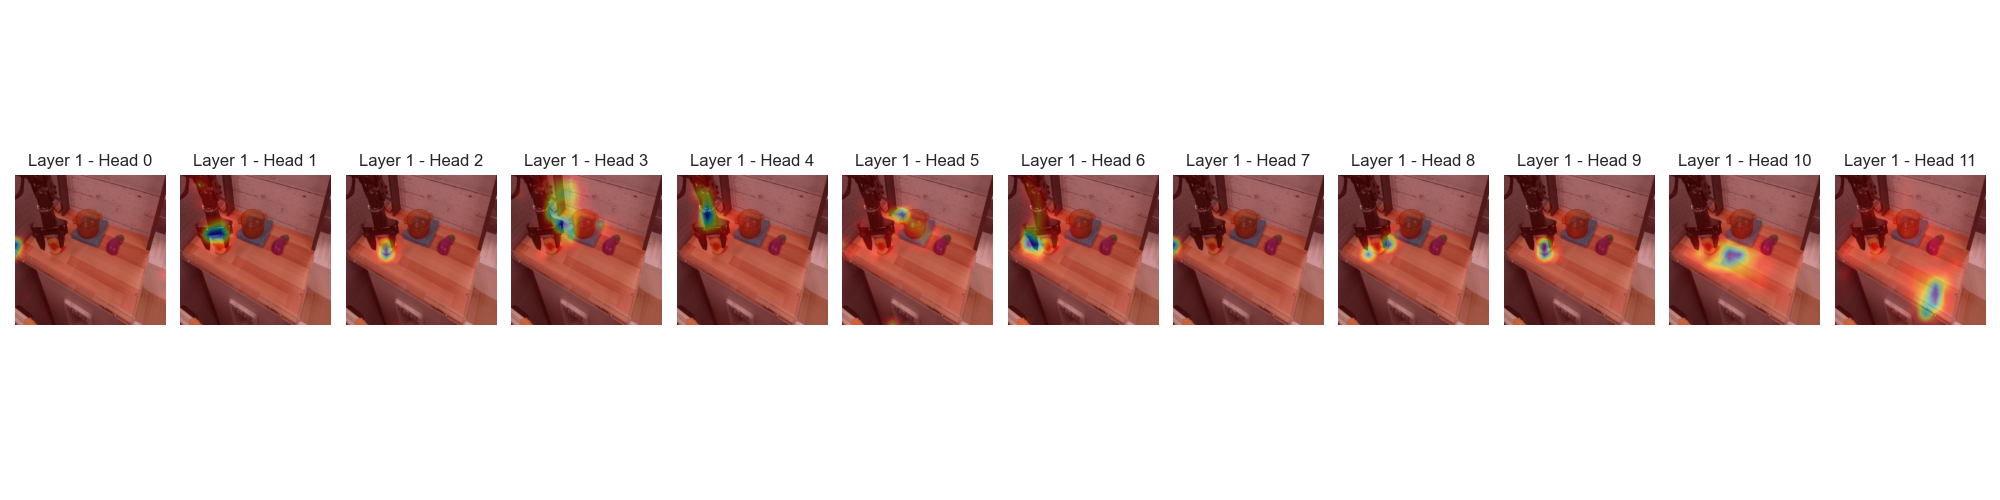 Layer 1 - Head 0
Layer 1 - Head 1
Layer 1 - Head 2
Layer 1 - Head 3
Layer 1 - Head 4
Layer 1 - Head 5
Layer 1 - Head 6
Layer 1 - Head 7
Layer 1 - Head 8
Layer 1 - Head 9
Layer 1 - Head 10
Layer 1 - Head 11